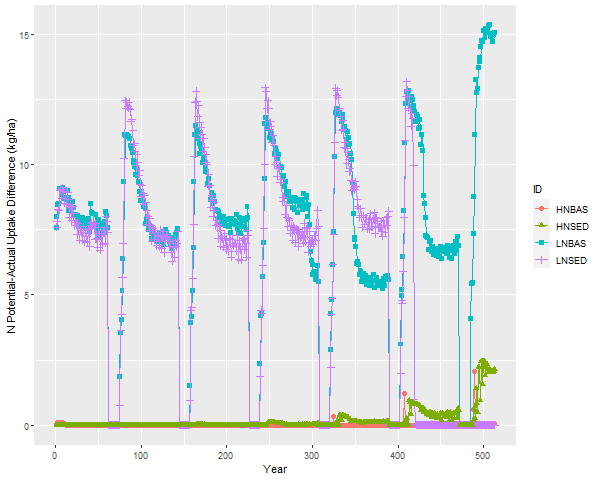 15
10
5
0
0
100
200
300
400
500
Year
N Potential-Actual Uptake Difference (kg/ha)
ID
HNBAS
HNSED
LNBAS
LNSED